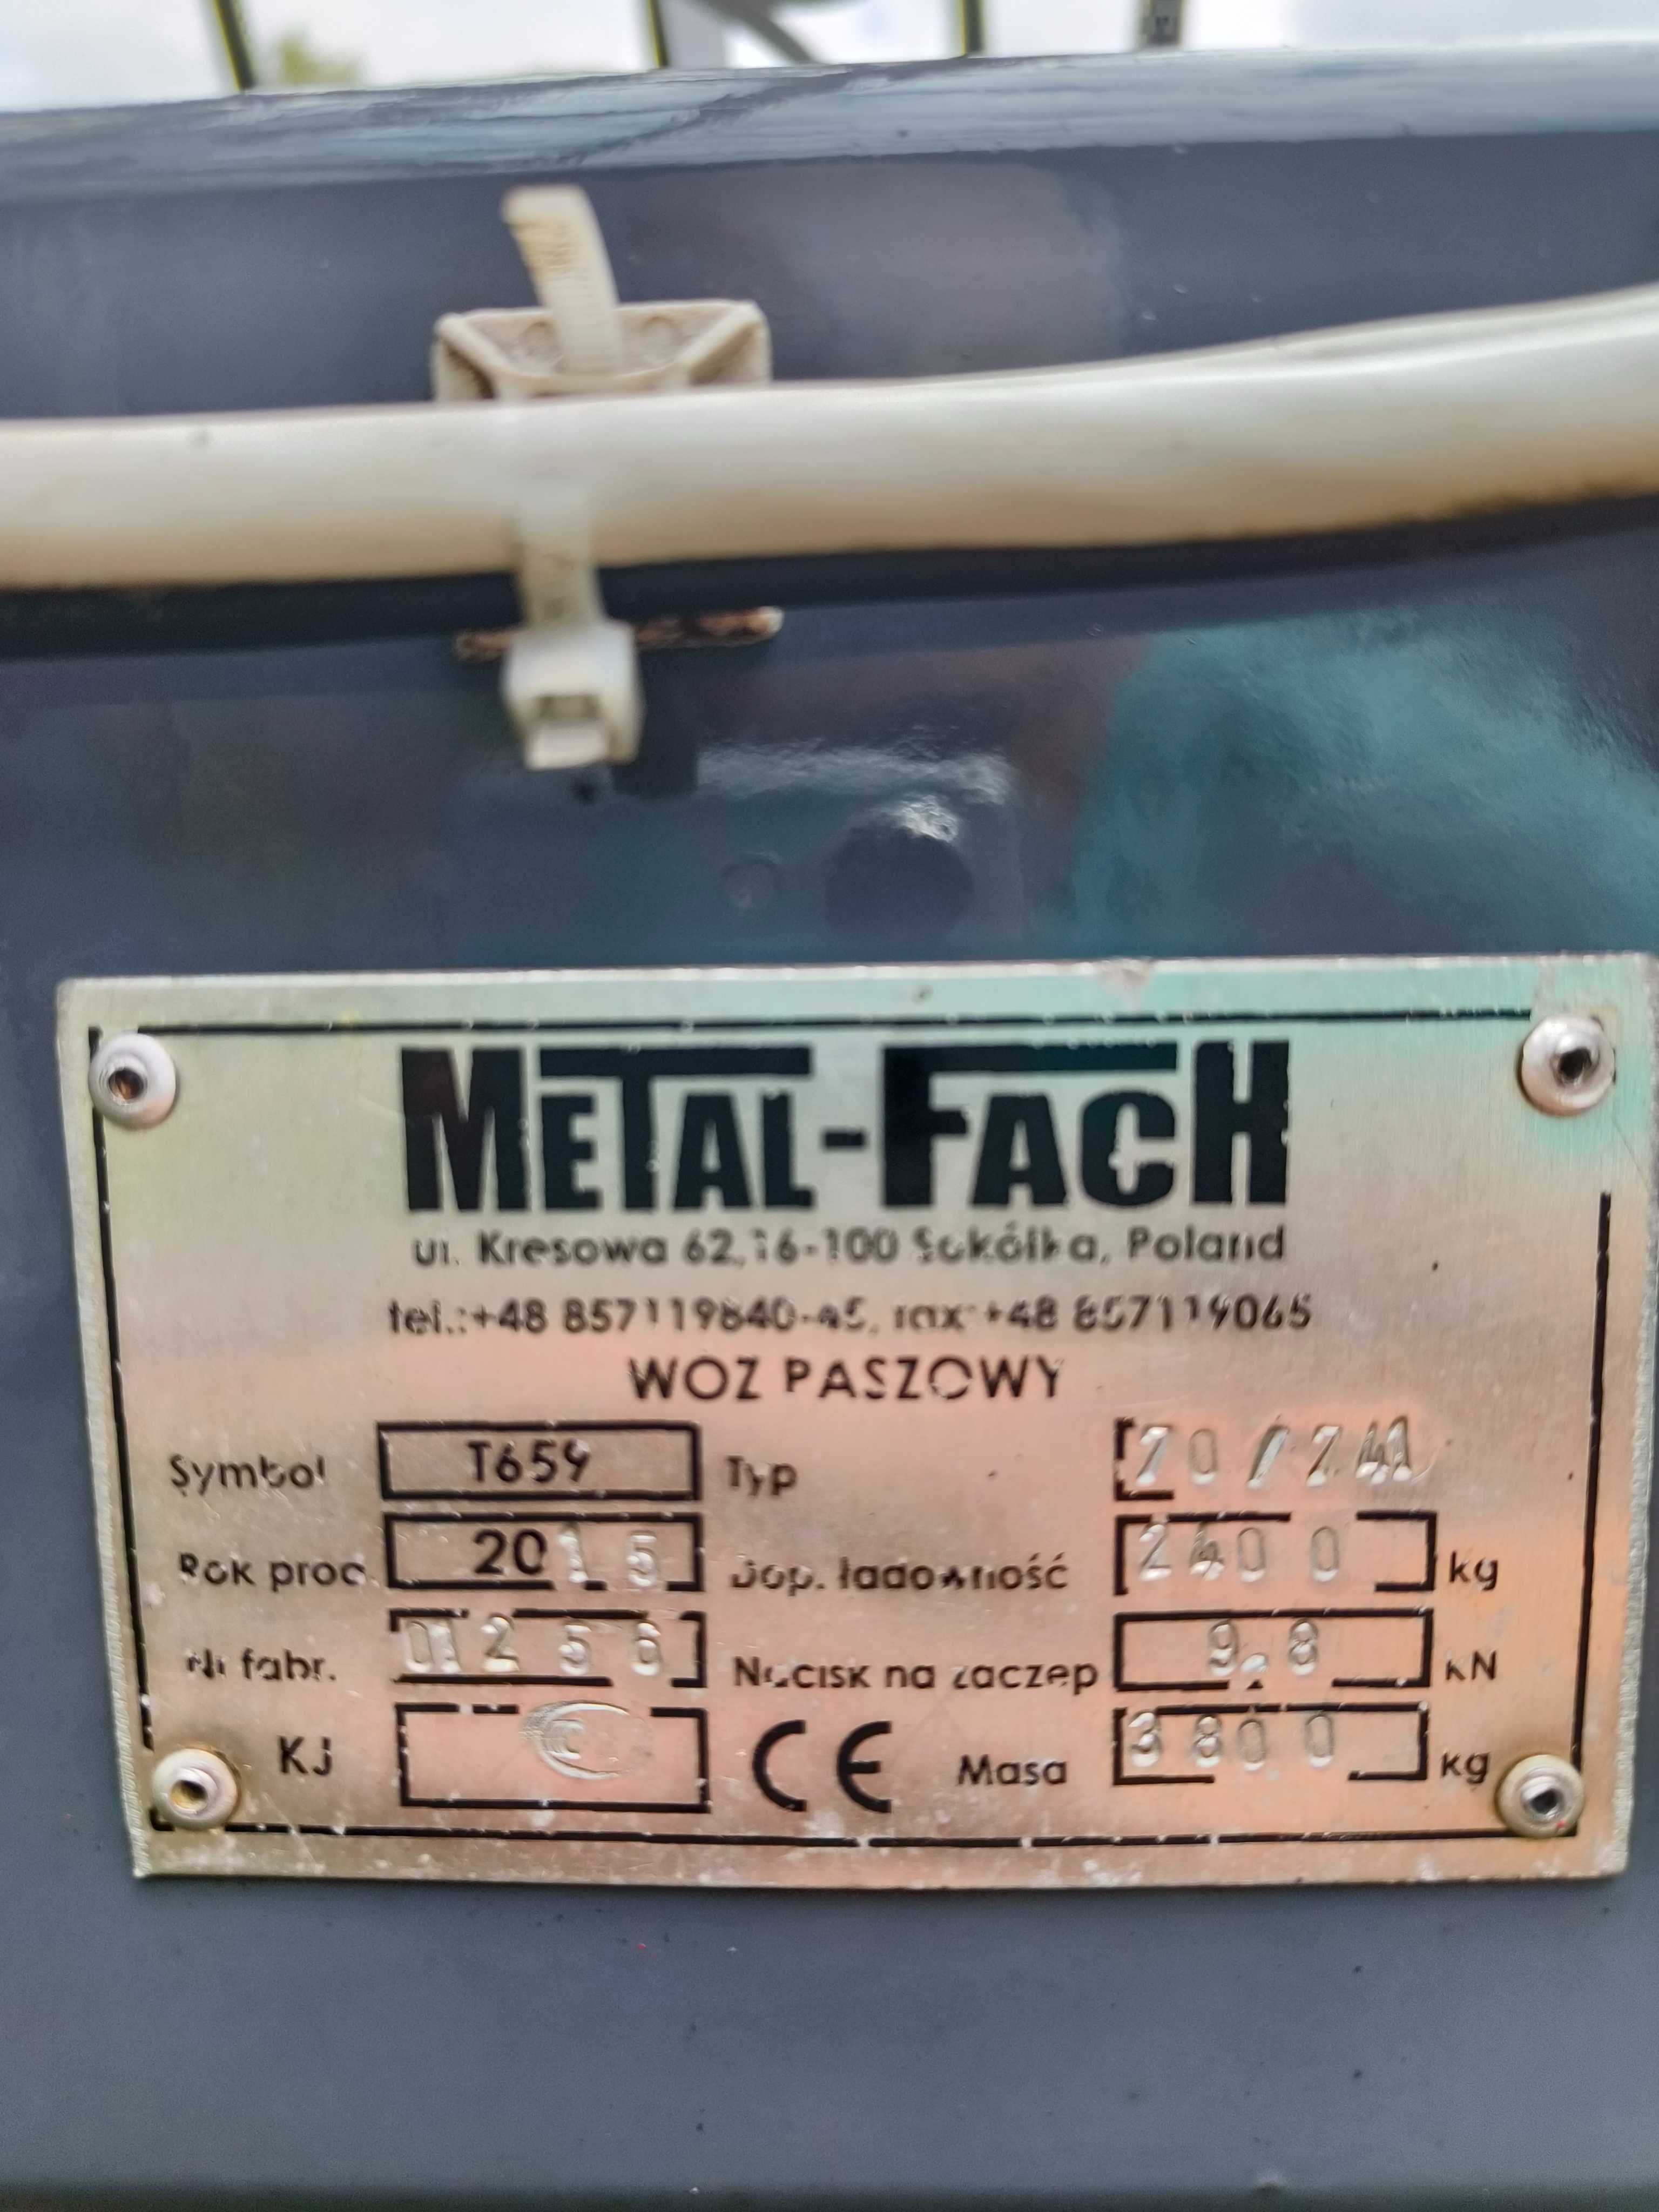 METAL-FACH
ul. Kresowa 62, 16-100 Sokółka, Poland
tel.:+48 857119840-45, fax:+48 857119065
WÓZ PASZOWY
Symbol T659 Typ
Rok prod. 2015 Dop. ładowność 2400 kg
Nr fabr. 01256 Nacisk na zaczep 9.8 kN
KJ CE Masa 3800 kg